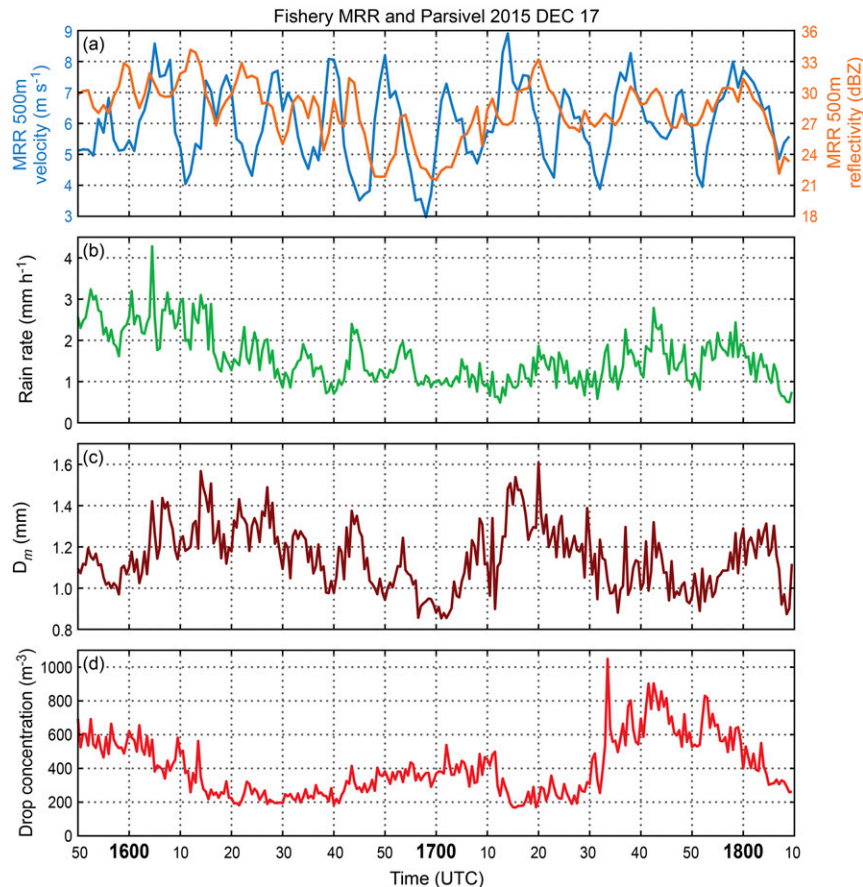 Fishery MRR and Parsivel 2015 DEC 17
(a)
MRR 500m
velocity (m s⁻¹)
9
8
7
6
5
4
3
36
33
30
27
24
21
18
MRR 500m
reflectivity (dBZ)
(b)
Rain rate (mm h⁻¹)
4
3
2
1
0
(c)
Dₘ (mm)
1.6
1.4
1.2
1.0
0.8
(d)
Drop concentration (m⁻³)
1000
800
600
400
200
0
50 1600 10 20 30 40 50 1700 10 20 30 40 50 1800 10
Time (UTC)